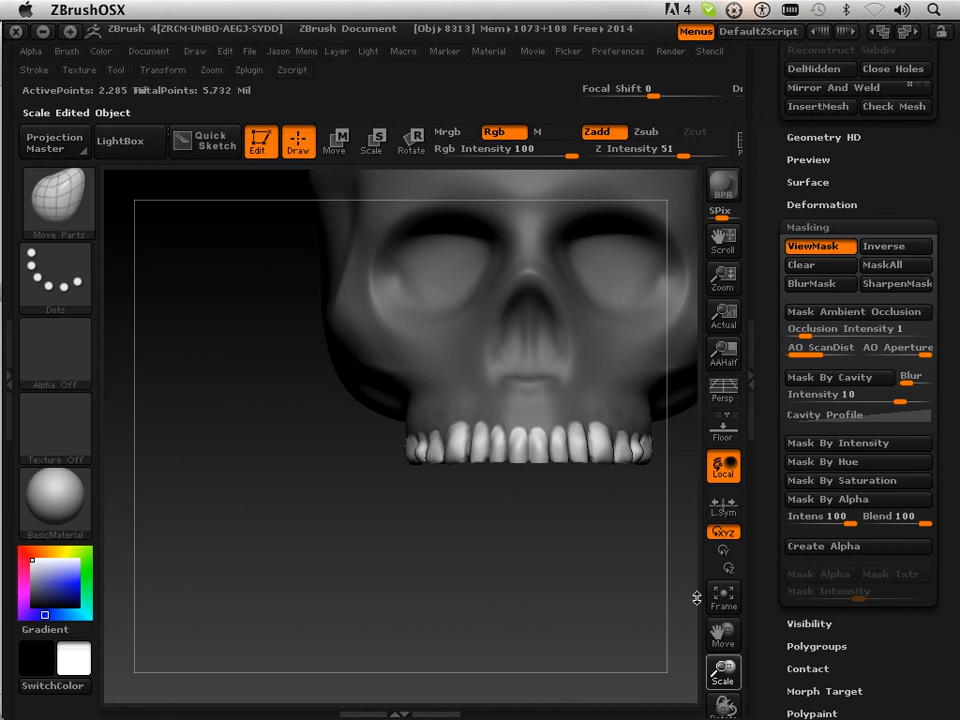 ZBrushOSX
A 4
ZBrush 4[ZRCM-UMBO-AEGJ-SYDD] ZBrush Document [Obj▸ 8313] Mem▸1073+108 Free▸2014 Menus DefaultZScript
Alpha Brush Color Document Draw Edit File Jason Menu Layer Light Macro Marker Material Movie Picker Preferences Render Stencil
Stroke Texture Tool Transform Zoom Zplugin Zscript
ActivePoints: 2.285 Mil TotalPoints: 5.732 Mil
Focal Shift 0
Scale Edited Object
Projection Master
LightBox
Quick Sketch
Edit
Draw
Move
Scale
Rotate
Mrgb Rgb M
Rgb Intensity 100
Zadd Zsub Zcut
Z Intensity 51
Move Parts
Dots
Alpha Off
Texture Off
BasicMaterial
Gradient
SwitchColor
BPR
SPix
Scroll
Zoom
Actual
AAHalf
Persp
Floor
Local
L.Sym
XYZ
Y
Z
Frame
Move
Scale
Reconstruct Subdiv
DelHidden Close Holes
Mirror And Weld
InsertMesh Check Mesh
Geometry HD
Preview
Surface
Deformation
Masking
ViewMask Inverse
Clear MaskAll
BlurMask SharpenMask
Mask Ambient Occlusion
Occlusion Intensity 1
AO ScanDist AO Aperture
Mask By Cavity Blur
Intensity 10
Cavity Profile
Mask By Intensity
Mask By Hue
Mask By Saturation
Mask By Alpha
Intens 100 Blend 100
Create Alpha
Mask Alpha Mask Txtr
Mask Intensity
Visibility
Polygroups
Contact
Morph Target
Polypaint